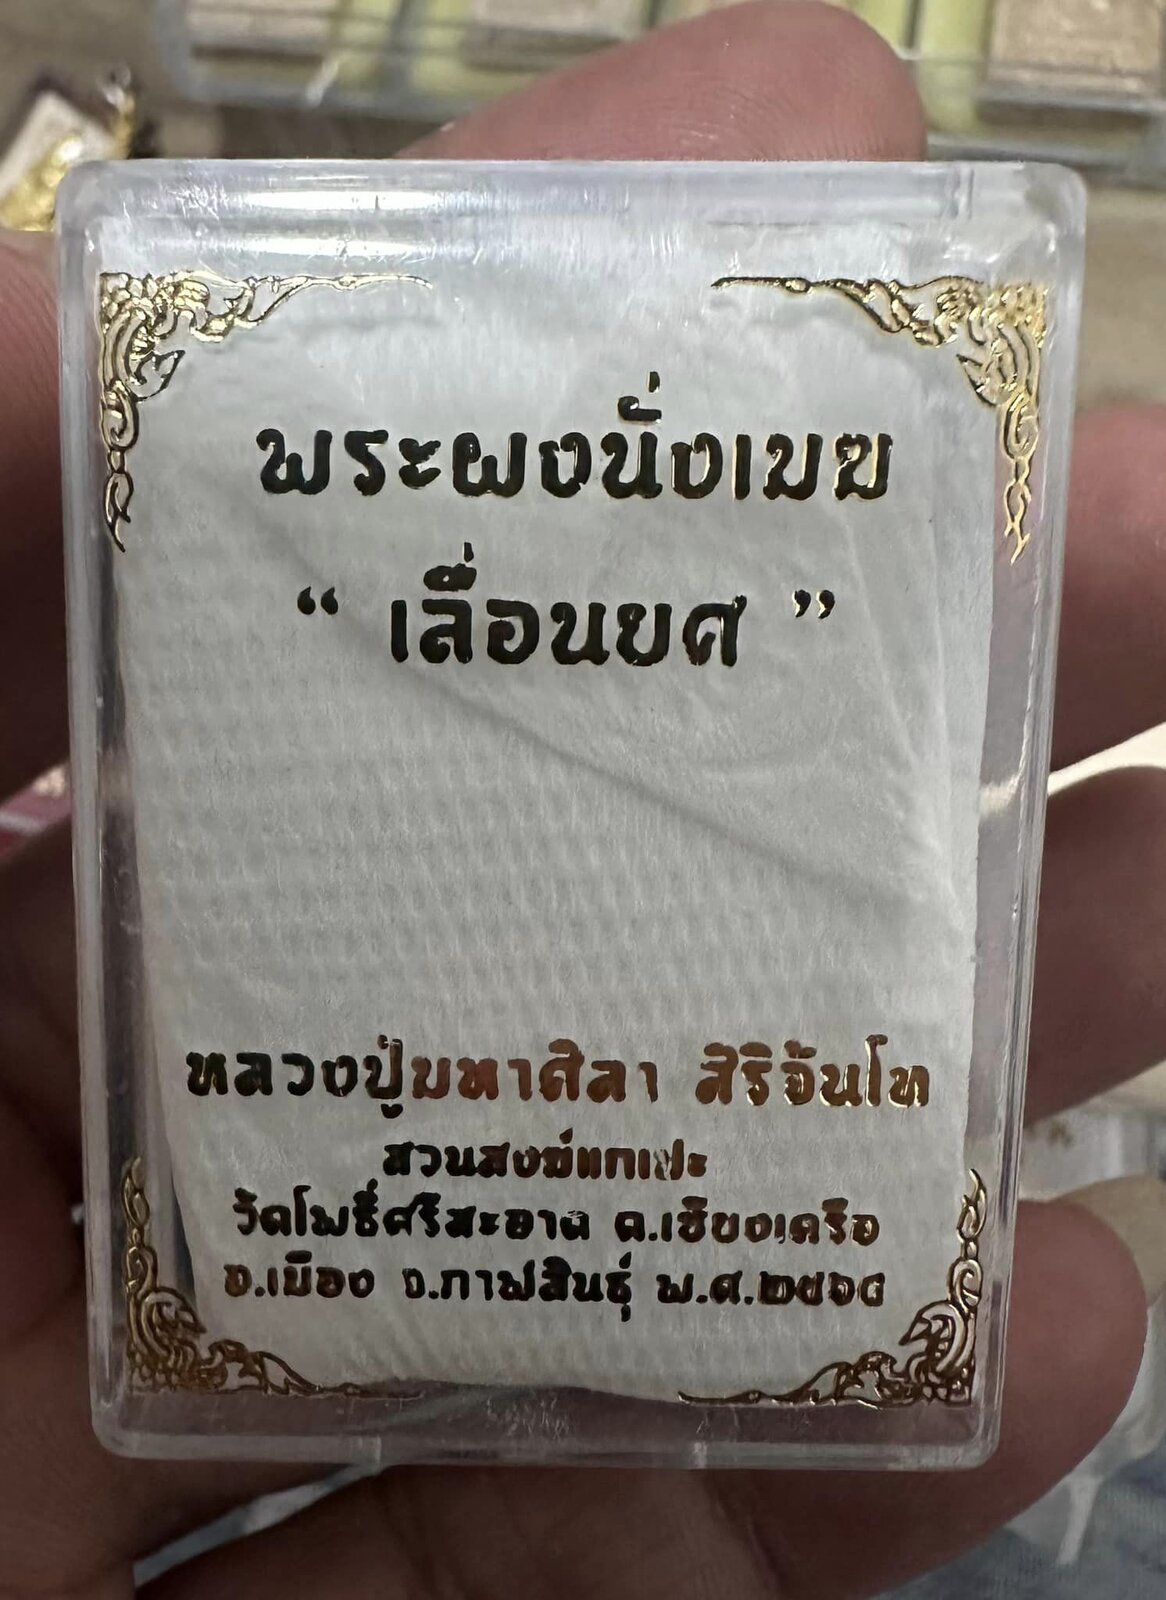 พระผงนั่งเมฆ
“ เลื่อนยศ ”
หลวงปู่มหาศิลา สิริจันโท
สวนสงฆ์แกเปะ
วัดโพธิ์ศรีสะอาด ต.เชียงเครือ
อ.เมือง จ.กาฬสินธุ์ พ.ศ.๒๕๖๔